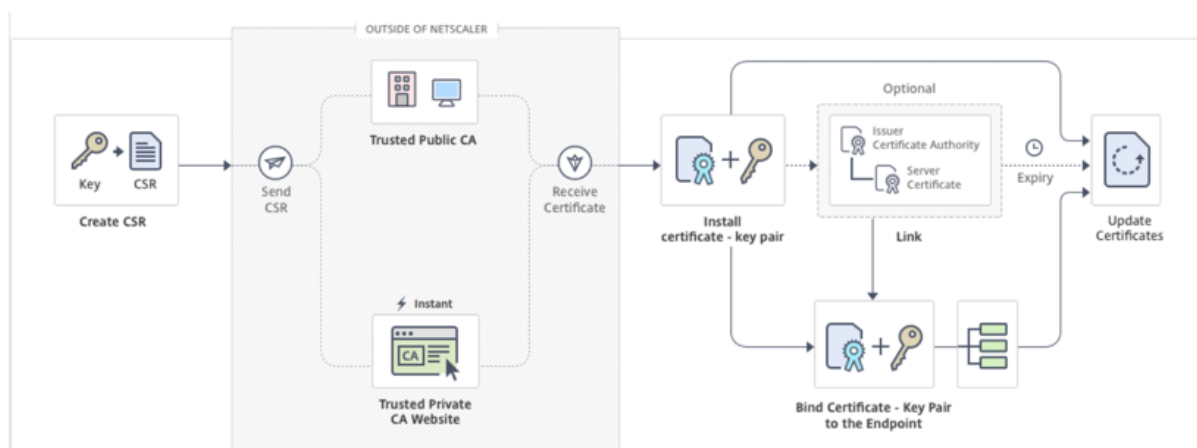 OUTSIDE OF NETSCALER
Key
CSR
Create CSR
Send
CSR
Trusted Public CA
Instant
CA
Trusted Private
CA Website
Receive
Certificate
Install
certificate - key pair
Optional
Issuer
Certificate Authority
Server
Certificate
Link
Expiry
Update
Certificates
Bind Certificate - Key Pair
to the Endpoint